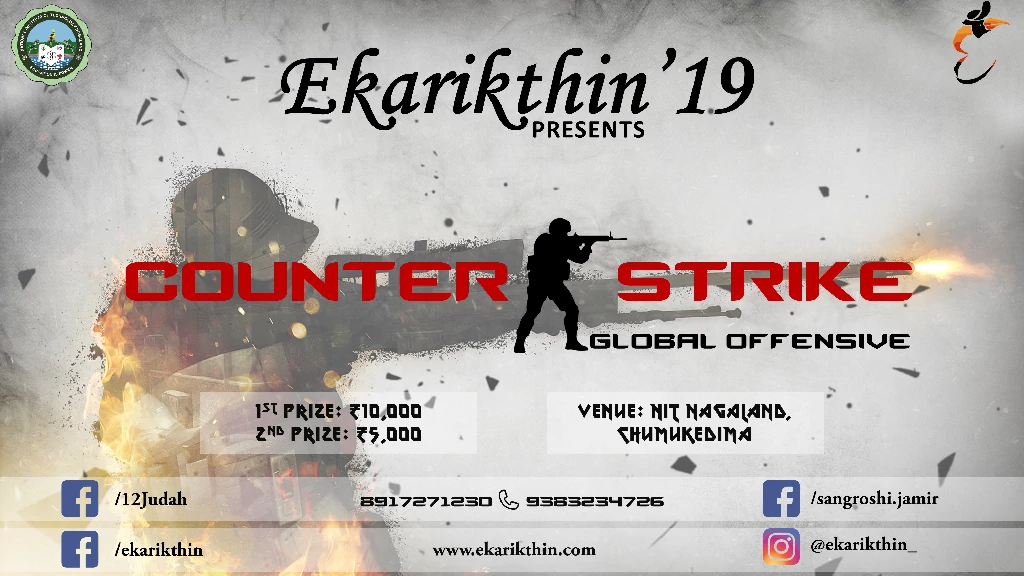 Ekarikthin'19
PRESENTS
COUNTER STRIKE
GLOBAL OFFENSIVE
1ST PRIZE: ₹10,000
2ND PRIZE: ₹5,000
VENUE: NIT NAGALAND,
CHUMUKEDIMA
/12Judah
8917271230 9383234726
/sangroshi.jamir
/ekarikthin
www.ekarikthin.com
@ekarikthin_